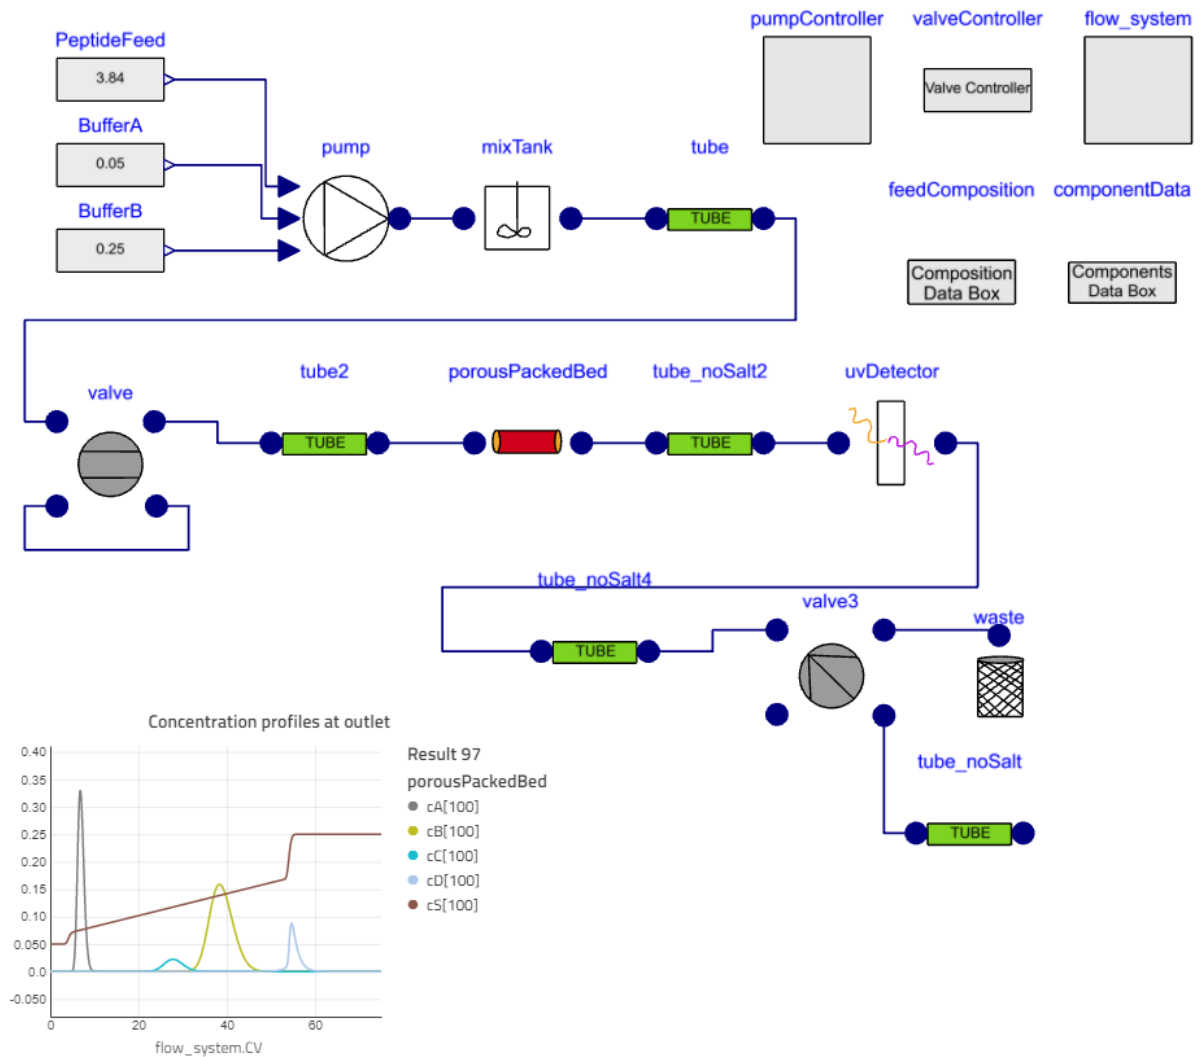 pumpController
valveController
flow_system
PeptideFeed
3.84
Valve Controller
BufferA
0.05
pump
mixTank
tube
BufferB
0.25
TUBE
feedComposition
componentData
Composition
Data Box
Components
Data Box
valve
tube2
porousPackedBed
tube_noSalt2
uvDetector
TUBE
TUBE
tube_noSalt4
valve3
waste
TUBE
tube_noSalt
TUBE
Concentration profiles at outlet
0.40
0.35
0.30
0.25
0.20
0.15
0.10
0.050
0.0
-0.050
0
20
40
60
flow_system.CV
Result 97
porousPackedBed
cA[100]
cB[100]
cC[100]
cD[100]
cS[100]